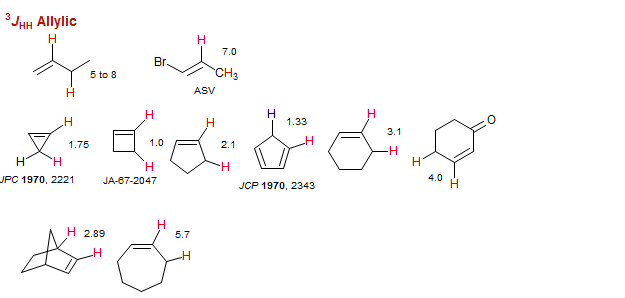 ³JHH Allylic
H
H
5 to 8
H
Br
7.0
CH3
ASV
H
1.75
H
H
JPC 1970, 2221
H
1.0
H
JA-67-2047
H
2.1
H
H
1.33
H
JCP 1970, 2343
H
3.1
H
O
H
4.0
H
H
2.89
H
H
5.7
H